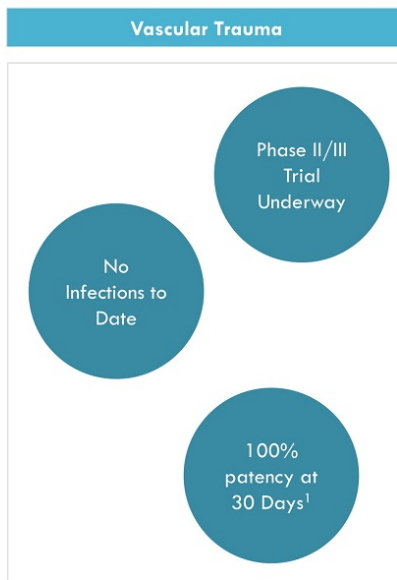 Vascular Trauma
Phase II/III
Trial
Underway
No
Infections to
Date
100%
patency at
30 Days¹